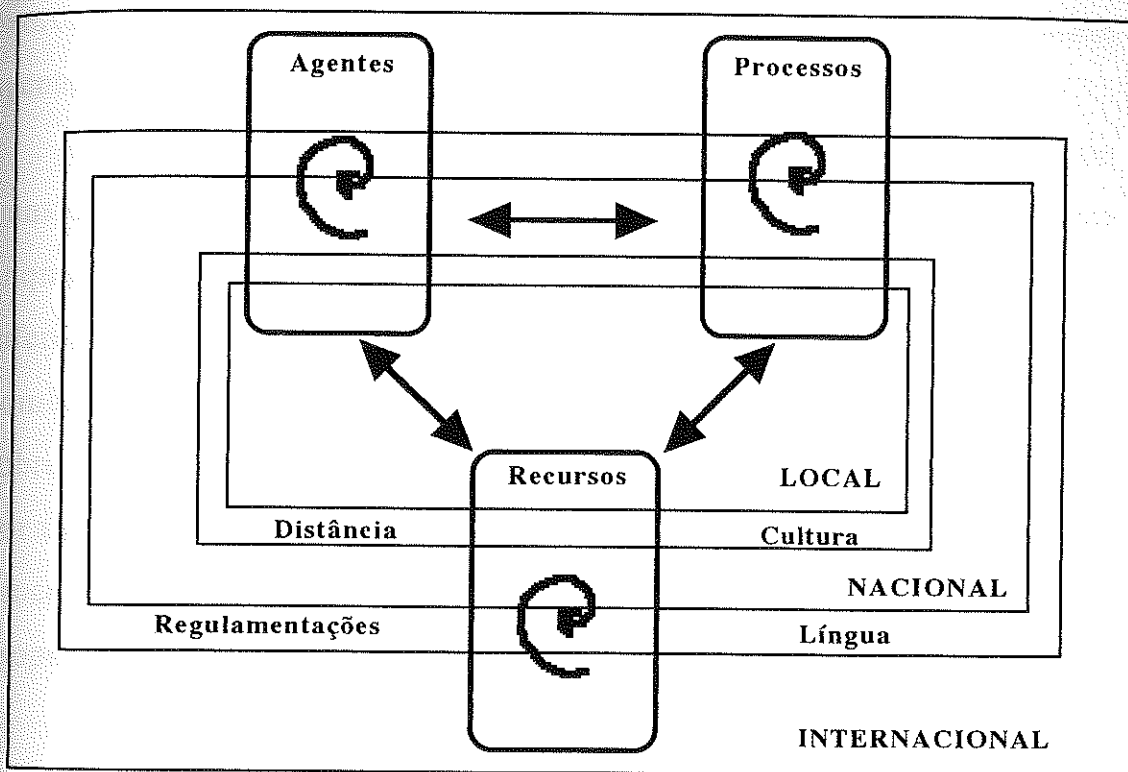 Agentes
Processos
Recursos
LOCAL
Distância
Cultura
NACIONAL
Regulamentações
Língua
INTERNACIONAL